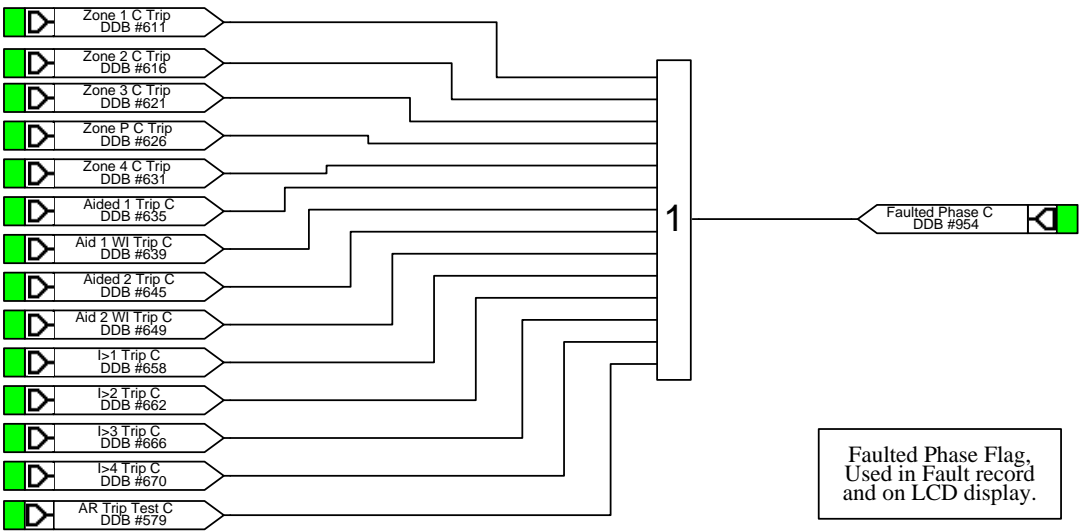 Zone 1 C Trip
DDB #611
Zone 2 C Trip
DDB #616
Zone 3 C Trip
DDB #621
Zone P C Trip
DDB #626
Zone 4 C Trip
DDB #631
Aided 1 Trip C
DDB #635
Aid 1 WI Trip C
DDB #639
Aided 2 Trip C
DDB #645
Aid 2 WI Trip C
DDB #649
I>1 Trip C
DDB #658
I>2 Trip C
DDB #662
I>3 Trip C
DDB #666
I>4 Trip C
DDB #670
AR Trip Test C
DDB #579
1
Faulted Phase C
DDB #954
Faulted Phase Flag,
Used in Fault record
and on LCD display.